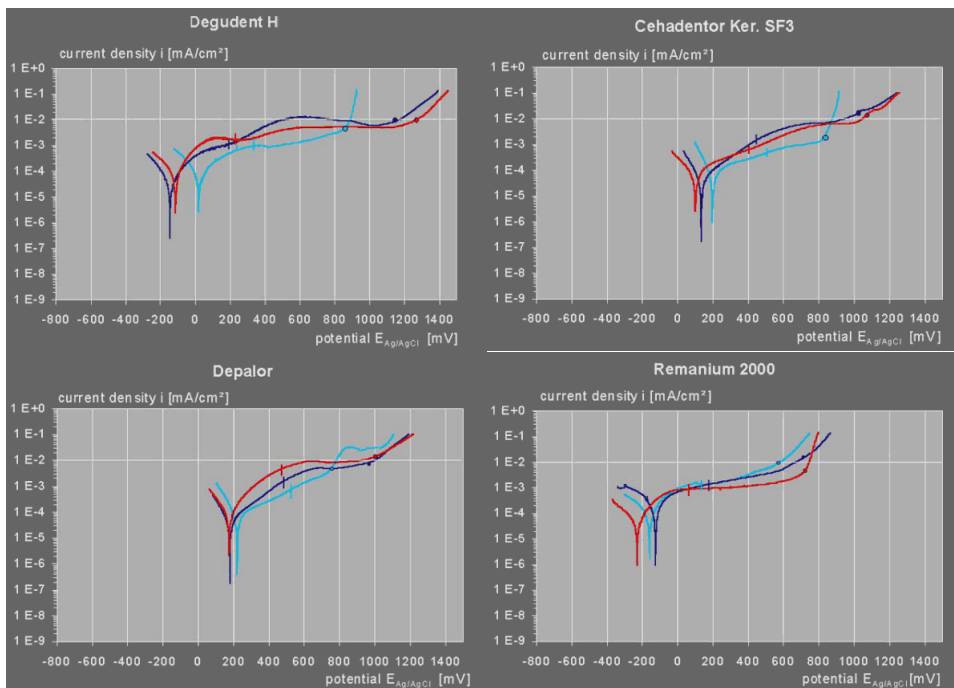 Degudent H
current density i [mA/cm²]
1 E+0
1 E-1
1 E-2
1 E-3
1 E-4
1 E-5
1 E-6
1 E-7
1 E-8
1 E-9
-800 -600 -400 -200 0 200 400 600 800 1000 1200 1400
potential E Ag/AgCl [mV]
Cehadentor Ker. SF3
current density i [mA/cm²]
1 E+0
1 E-1
1 E-2
1 E-3
1 E-4
1 E-5
1 E-6
1 E-7
1 E-8
1 E-9
-800 -600 -400 -200 0 200 400 600 800 1000 1200 1400
potential E Ag/AgCl [mV]
Depalor
current density i [mA/cm²]
1 E+0
1 E-1
1 E-2
1 E-3
1 E-4
1 E-5
1 E-6
1 E-7
1 E-8
1 E-9
-800 -600 -400 -200 0 200 400 600 800 1000 1200 1400
potential E Ag/AgCl [mV]
Remanium 2000
current density i [mA/cm²]
1 E+0
1 E-1
1 E-2
1 E-3
1 E-4
1 E-5
1 E-6
1 E-7
1 E-8
1 E-9
-800 -600 -400 -200 0 200 400 600 800 1000 1200 1400
potential E Ag/AgCl [mV]